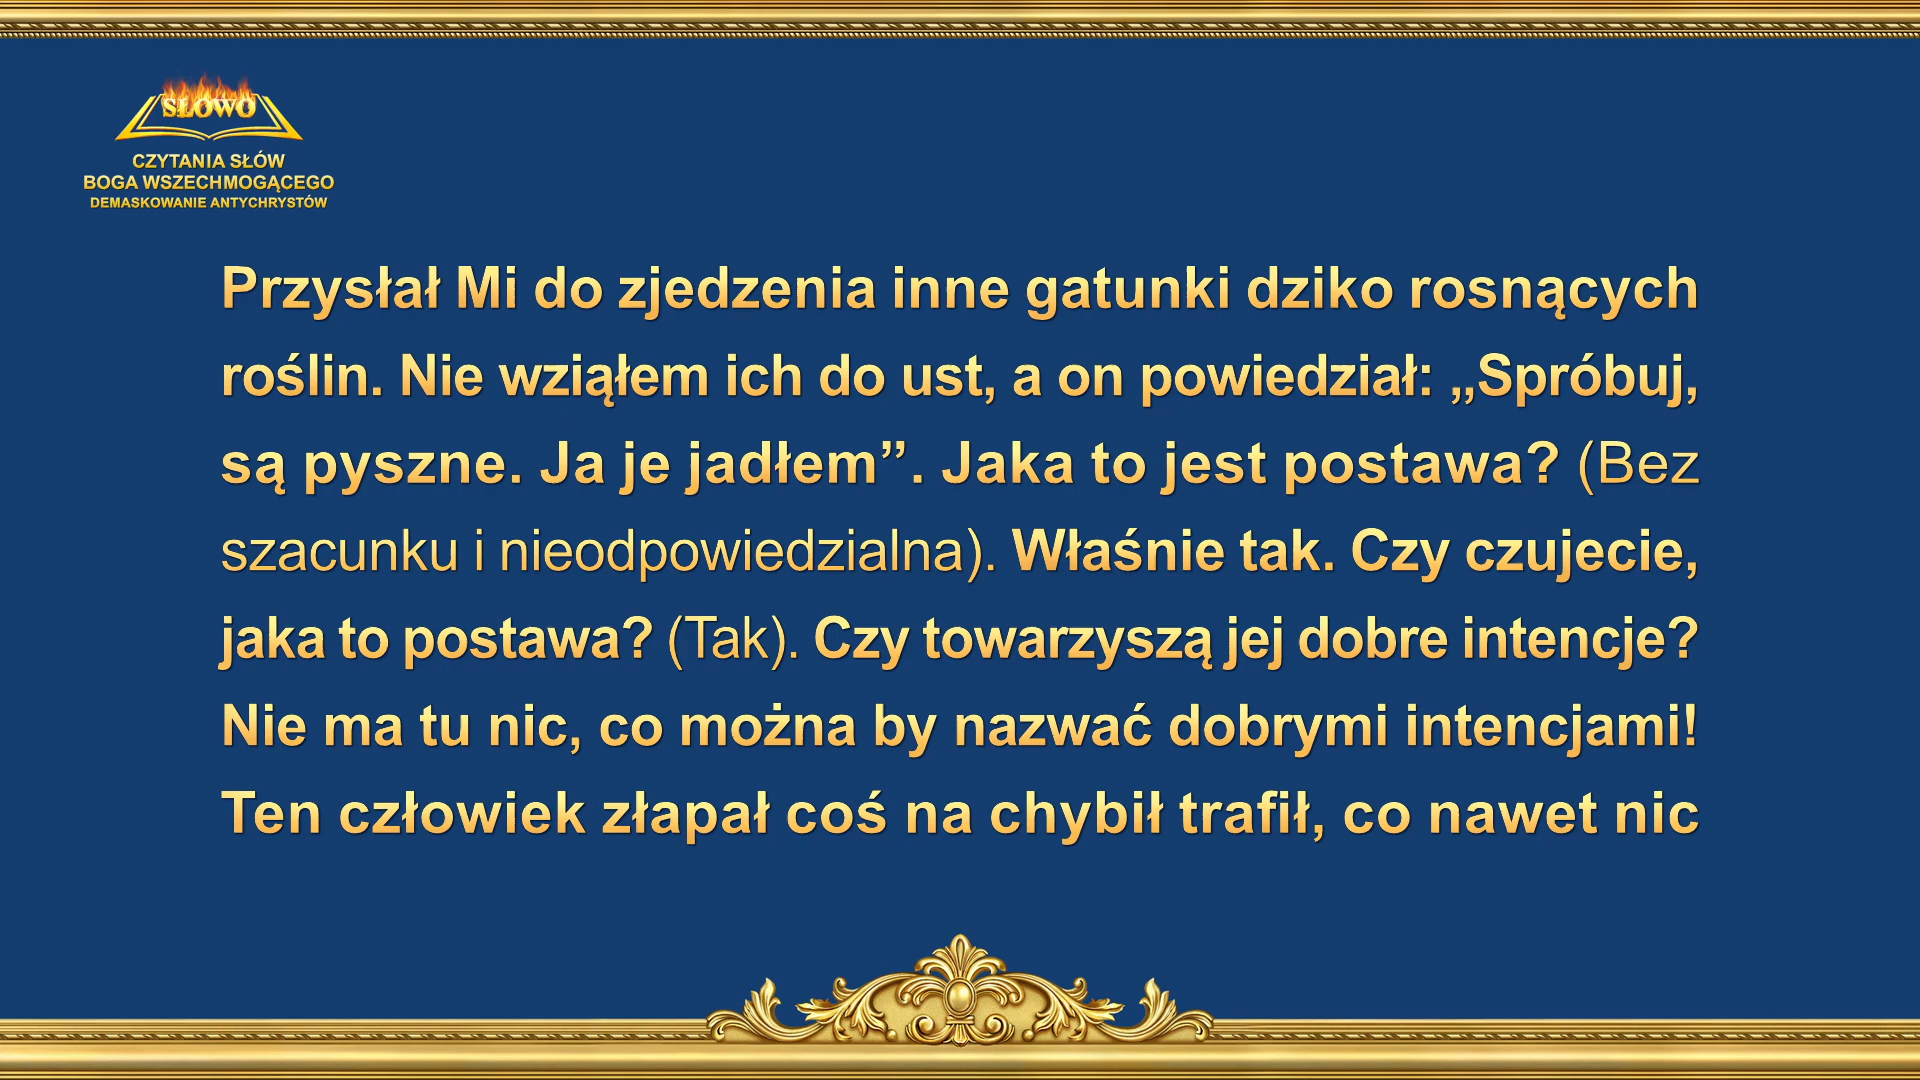 SŁOWO
CZYTANIA SŁÓW
BOGA WSZECHMOGĄCEGO
DEMASKOWANIE ANTYCHRYSTÓW
Przysłał Mi do zjedzenia inne gatunki dziko rosnących
roślin. Nie wziąłem ich do ust, a on powiedział: „Spróbuj,
są pyszne. Ja je jadłem”. Jaka to jest postawa? (Bez
szacunku i nieodpowiedzialna). Właśnie tak. Czy czujecie,
jaka to postawa? (Tak). Czy towarzyszą jej dobre intencje?
Nie ma tu nic, co można by nazwać dobrymi intencjami!
Ten człowiek złapał coś na chybił trafił, co nawet nic